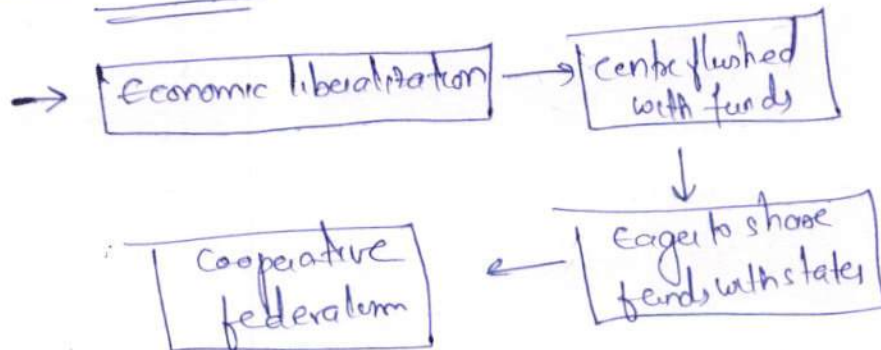 Economic liberalization
Centre flushed
with funds
Eager to share
funds with states
Cooperative
federalism